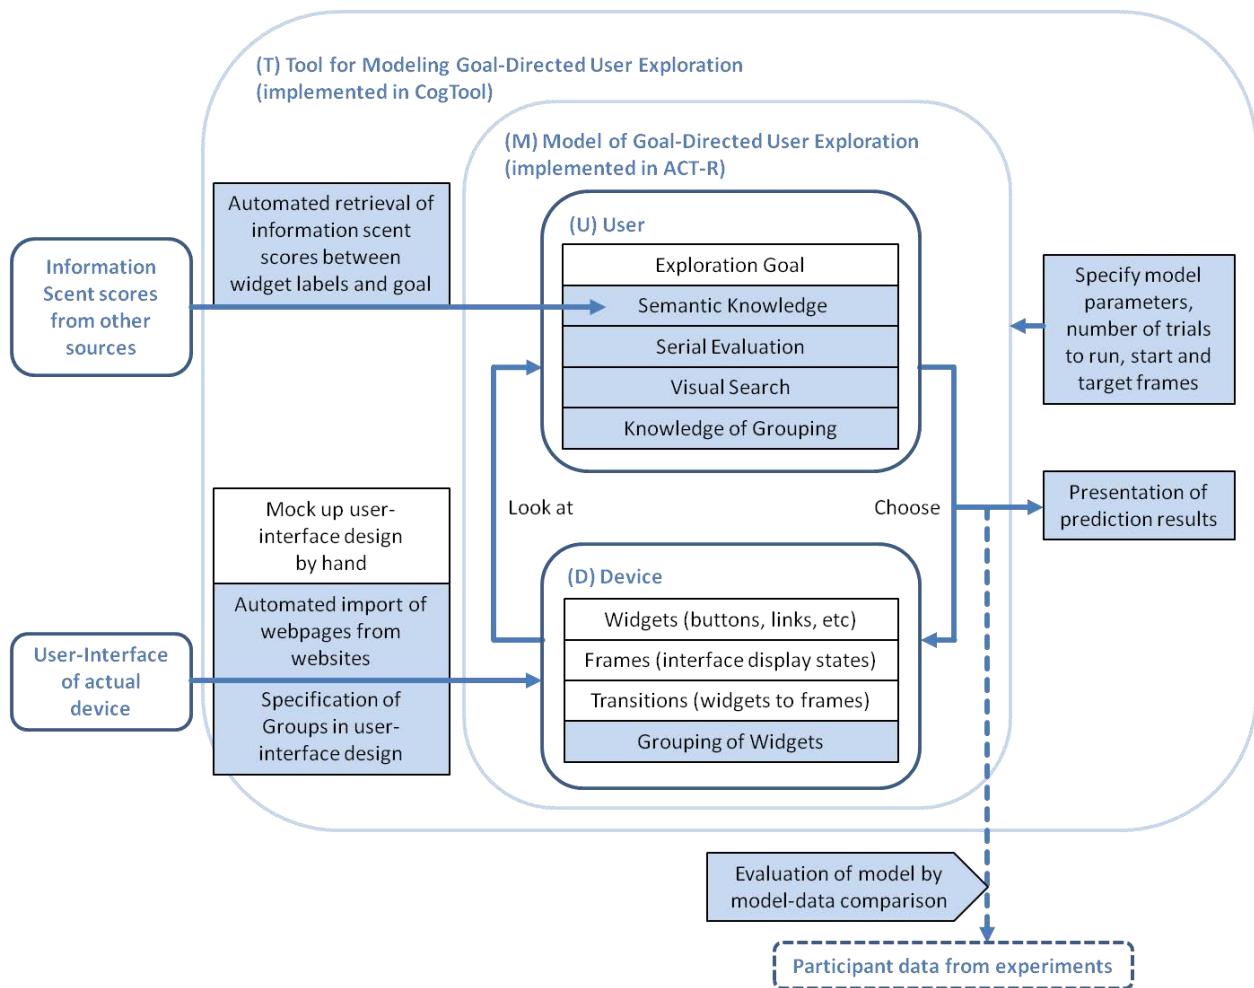 (T) Tool for Modeling Goal-Directed User Exploration
(implemented in CogTool)
(M) Model of Goal-Directed User Exploration
(implemented in ACT-R)
Automated retrieval of
information scent
scores between
widget labels and goal
Information
Scent scores
from other
sources
(U) User
Exploration Goal
Semantic Knowledge
Serial Evaluation
Visual Search
Knowledge of Grouping
Specify model
parameters,
number of trials
to run, start and
target frames
Look at
Choose
Presentation of
prediction results
Mock up user-
interface design
by hand
Automated import of
webpages from
websites
Specification of
Groups in user-
interface design
User-Interface
of actual
device
(D) Device
Widgets (buttons, links, etc)
Frames (interface display states)
Transitions (widgets to frames)
Grouping of Widgets
Evaluation of model by
model-data comparison
Participant data from experiments